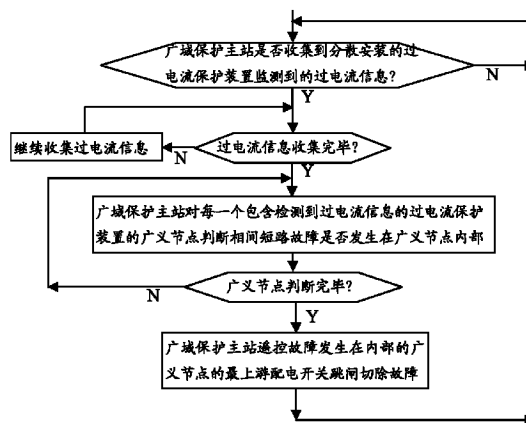 广域保护主站是否收集到分散安装的过
电流保护装置监测到的过电流信息?
N
Y
继续收集过电流信息
N
过电流信息收集完毕?
Y
广域保护主站对每一个包含检测到过电流信息的过电流保护
装置的广义节点判断相间短路故障是否发生在广义节点内部
N
广义节点判断完毕?
Y
广域保护主站遥控故障发生在内部的广
义节点的最上游配电开关跳闸切除故障